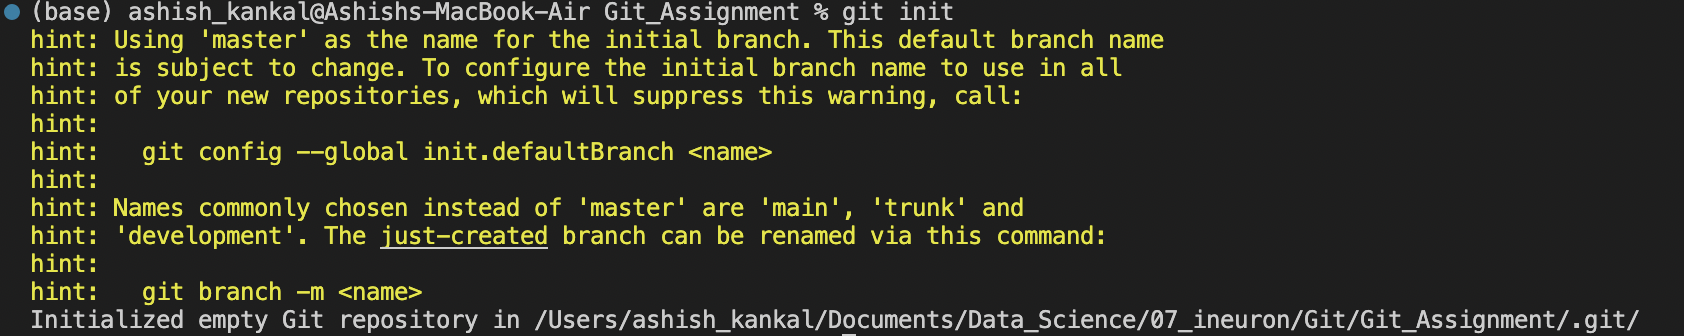 (base) ashish_kankal@Ashishs-MacBook-Air Git_Assignment % git init
hint: Using 'master' as the name for the initial branch. This default branch name
hint: is subject to change. To configure the initial branch name to use in all
hint: of your new repositories, which will suppress this warning, call:
hint:
hint:   git config --global init.defaultBranch <name>
hint:
hint: Names commonly chosen instead of 'master' are 'main', 'trunk' and
hint: 'development'. The just-created branch can be renamed via this command:
hint:
hint:   git branch -m <name>
Initialized empty Git repository in /Users/ashish_kankal/Documents/Data_Science/07_ineuron/Git/Git_Assignment/.git/